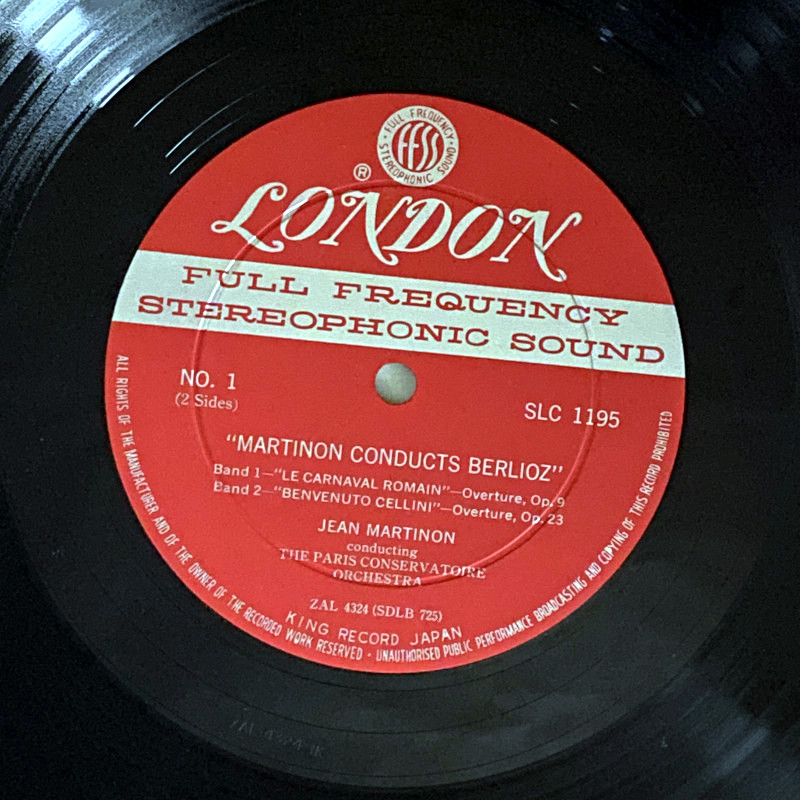 FULL FREQUENCY
FFSS
STEREOPHONIC SOUND
®
LONDON
FULL FREQUENCY
STEREOPHONIC SOUND
NO. 1
(2 Sides)
SLC 1195
"MARTINON CONDUCTS BERLIOZ"
Band 1—"LE CARNAVAL ROMAIN"—Overture, Op. 9
Band 2—"BENVENUTO CELLINI"—Overture, Op. 23
JEAN MARTINON
conducting
THE PARIS CONSERVATOIRE
ORCHESTRA
ZAL 4324 (SDLB 725)
KING RECORD JAPAN
ALL RIGHTS OF THE MANUFACTURER AND OF THE OWNER OF THE RECORDED WORK RESERVED · UNAUTHORISED PUBLIC PERFORMANCE BROADCASTING AND COPYING OF THIS RECORD PROHIBITED